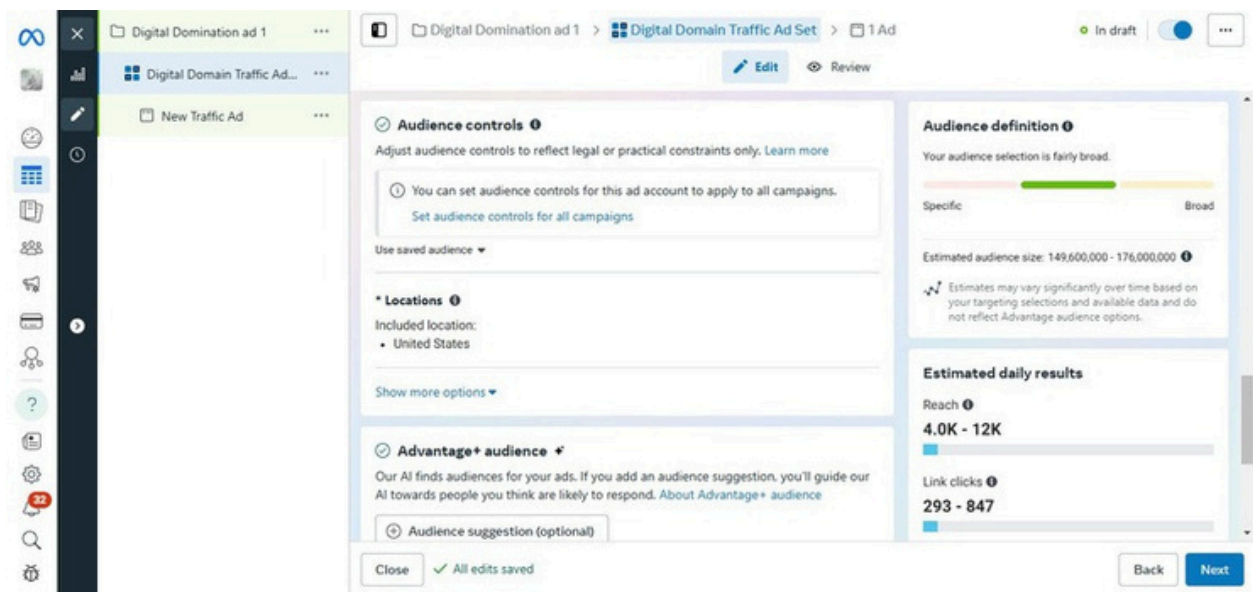 Digital Domination ad 1
Digital Domain Traffic Ad...
New Traffic Ad
32
Digital Domination ad 1 > Digital Domain Traffic Ad Set > 1 Ad
In draft
Edit
Review
Audience controls
Adjust audience controls to reflect legal or practical constraints only. Learn more
You can set audience controls for this ad account to apply to all campaigns.
Set audience controls for all campaigns
Use saved audience
* Locations
Included location:
• United States
Show more options
Advantage+ audience
Our AI finds audiences for your ads. If you add an audience suggestion, you'll guide our
AI towards people you think are likely to respond. About Advantage+ audience
Audience suggestion (optional)
Close
All edits saved
Audience definition
Your audience selection is fairly broad.
Specific
Broad
Estimated audience size: 149,600,000 - 176,000,000
Estimates may vary significantly over time based on
your targeting selections and available data and do
not reflect Advantage audience options.
Estimated daily results
Reach
4.0K - 12K
Link clicks
293 - 847
Back
Next